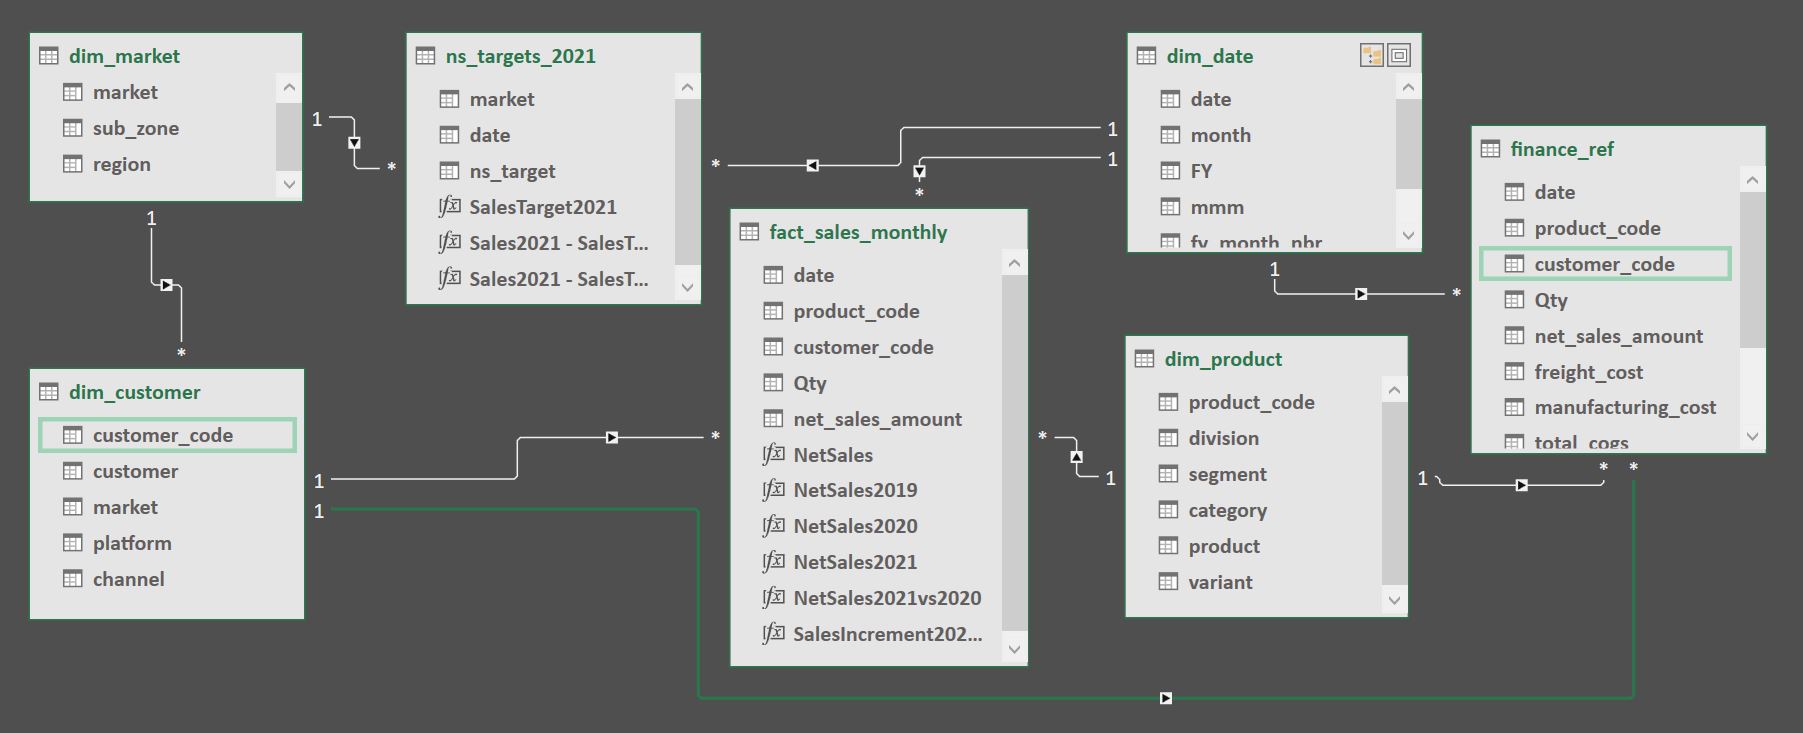 dim_market
market
sub_zone
region
1
*
1
*
ns_targets_2021
market
date
ns_target
SalesTarget2021
Sales2021 - SalesT...
Sales2021 - SalesT...
*
1
1
*
dim_date
date
month
FY
mmm
fy_month_nbr
1
*
finance_ref
date
product_code
customer_code
Qty
net_sales_amount
freight_cost
manufacturing_cost
total_cogs
* *
dim_customer
customer_code
customer
market
platform
channel
1
1
*
fact_sales_monthly
date
product_code
customer_code
Qty
net_sales_amount
NetSales
NetSales2019
NetSales2020
NetSales2021
NetSales2021vs2020
SalesIncrement202...
*
1
dim_product
product_code
division
segment
category
product
variant
1